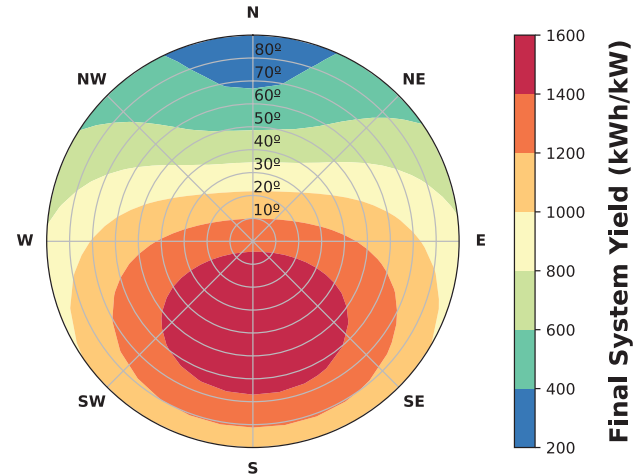 N
NW
NE
W
E
SW
SE
S
80º
70º
60º
50º
40º
30º
20º
10º
1600
1400
1200
1000
800
600
400
200
Final System Yield (kWh/kW)